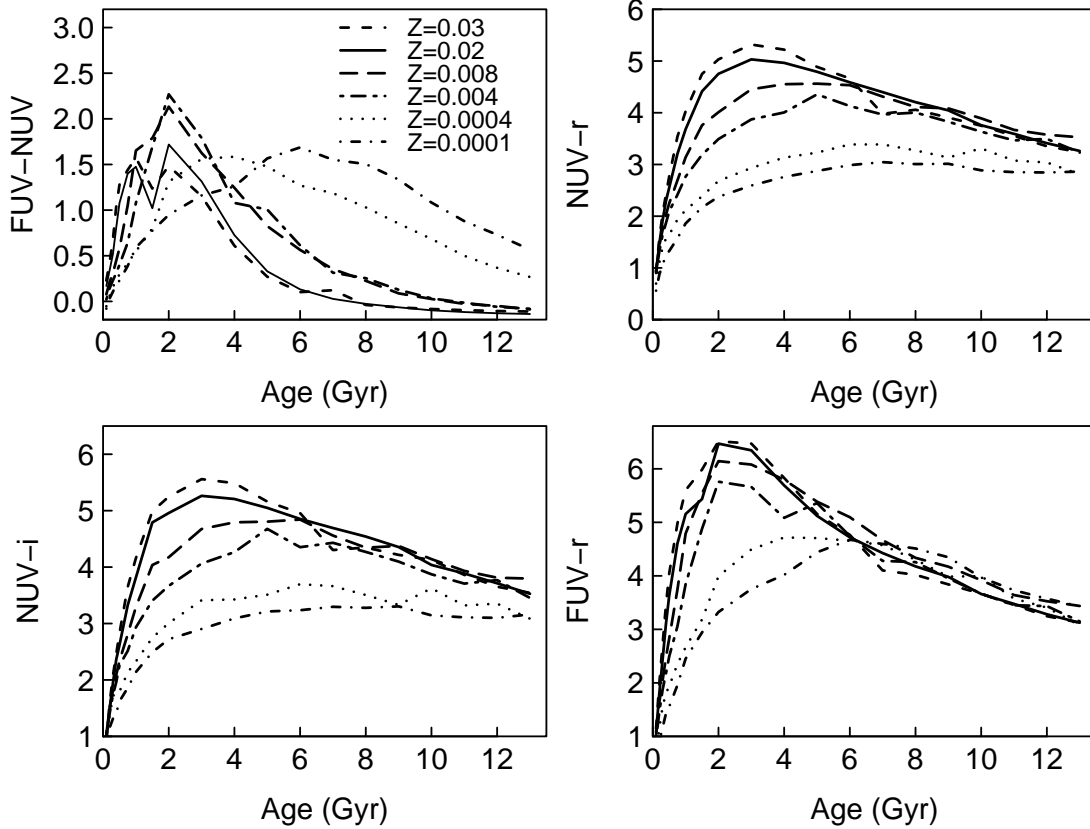 FUV−NUV
3.0
2.5
2.0
1.5
1.0
0.5
0.0
Z=0.03
Z=0.02
Z=0.008
Z=0.004
Z=0.0004
Z=0.0001
0 2 4 6 8 10 12
Age (Gyr)
NUV−r
6
5
4
3
2
1
0
0 2 4 6 8 10 12
Age (Gyr)
NUV−i
6
5
4
3
2
1
0 2 4 6 8 10 12
Age (Gyr)
FUV−r
6
5
4
3
2
1
0 2 4 6 8 10 12
Age (Gyr)